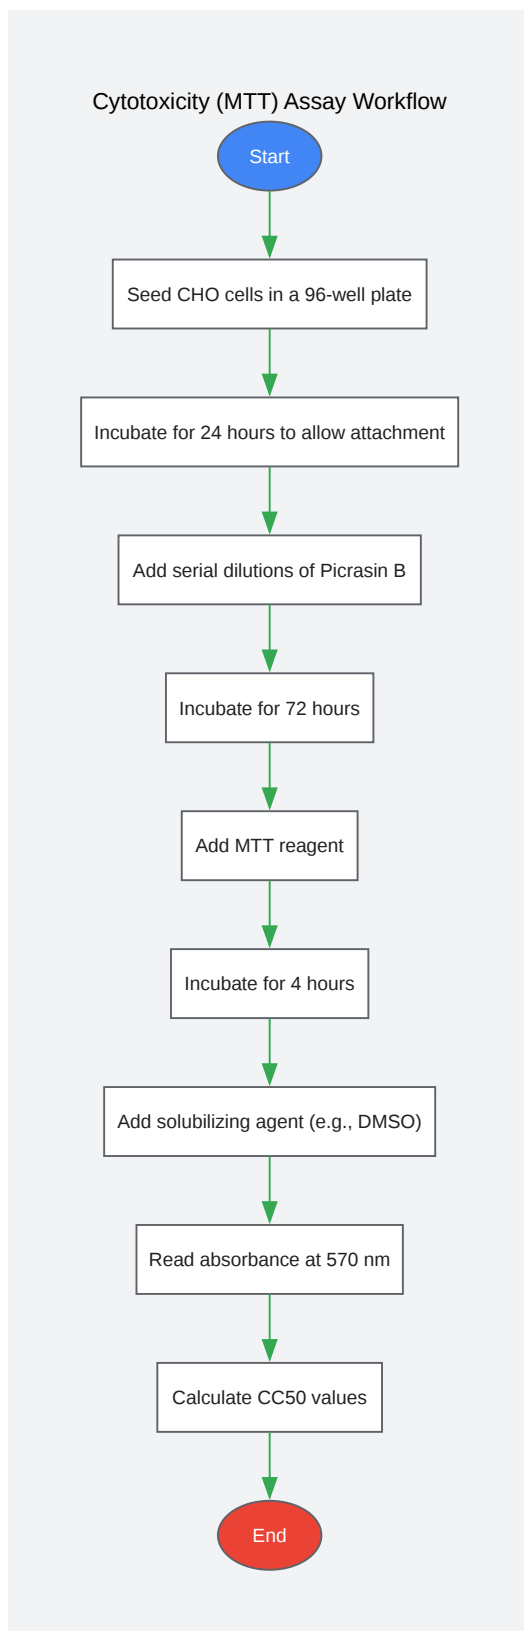 Cytotoxicity (MTT) Assay Workflow
Start
Seed CHO cells in a 96-well plate
Incubate for 24 hours to allow attachment
Add serial dilutions of Picrasin B
Incubate for 72 hours
Add MTT reagent
Incubate for 4 hours
Add solubilizing agent (e.g., DMSO)
Read absorbance at 570 nm
Calculate CC50 values
End